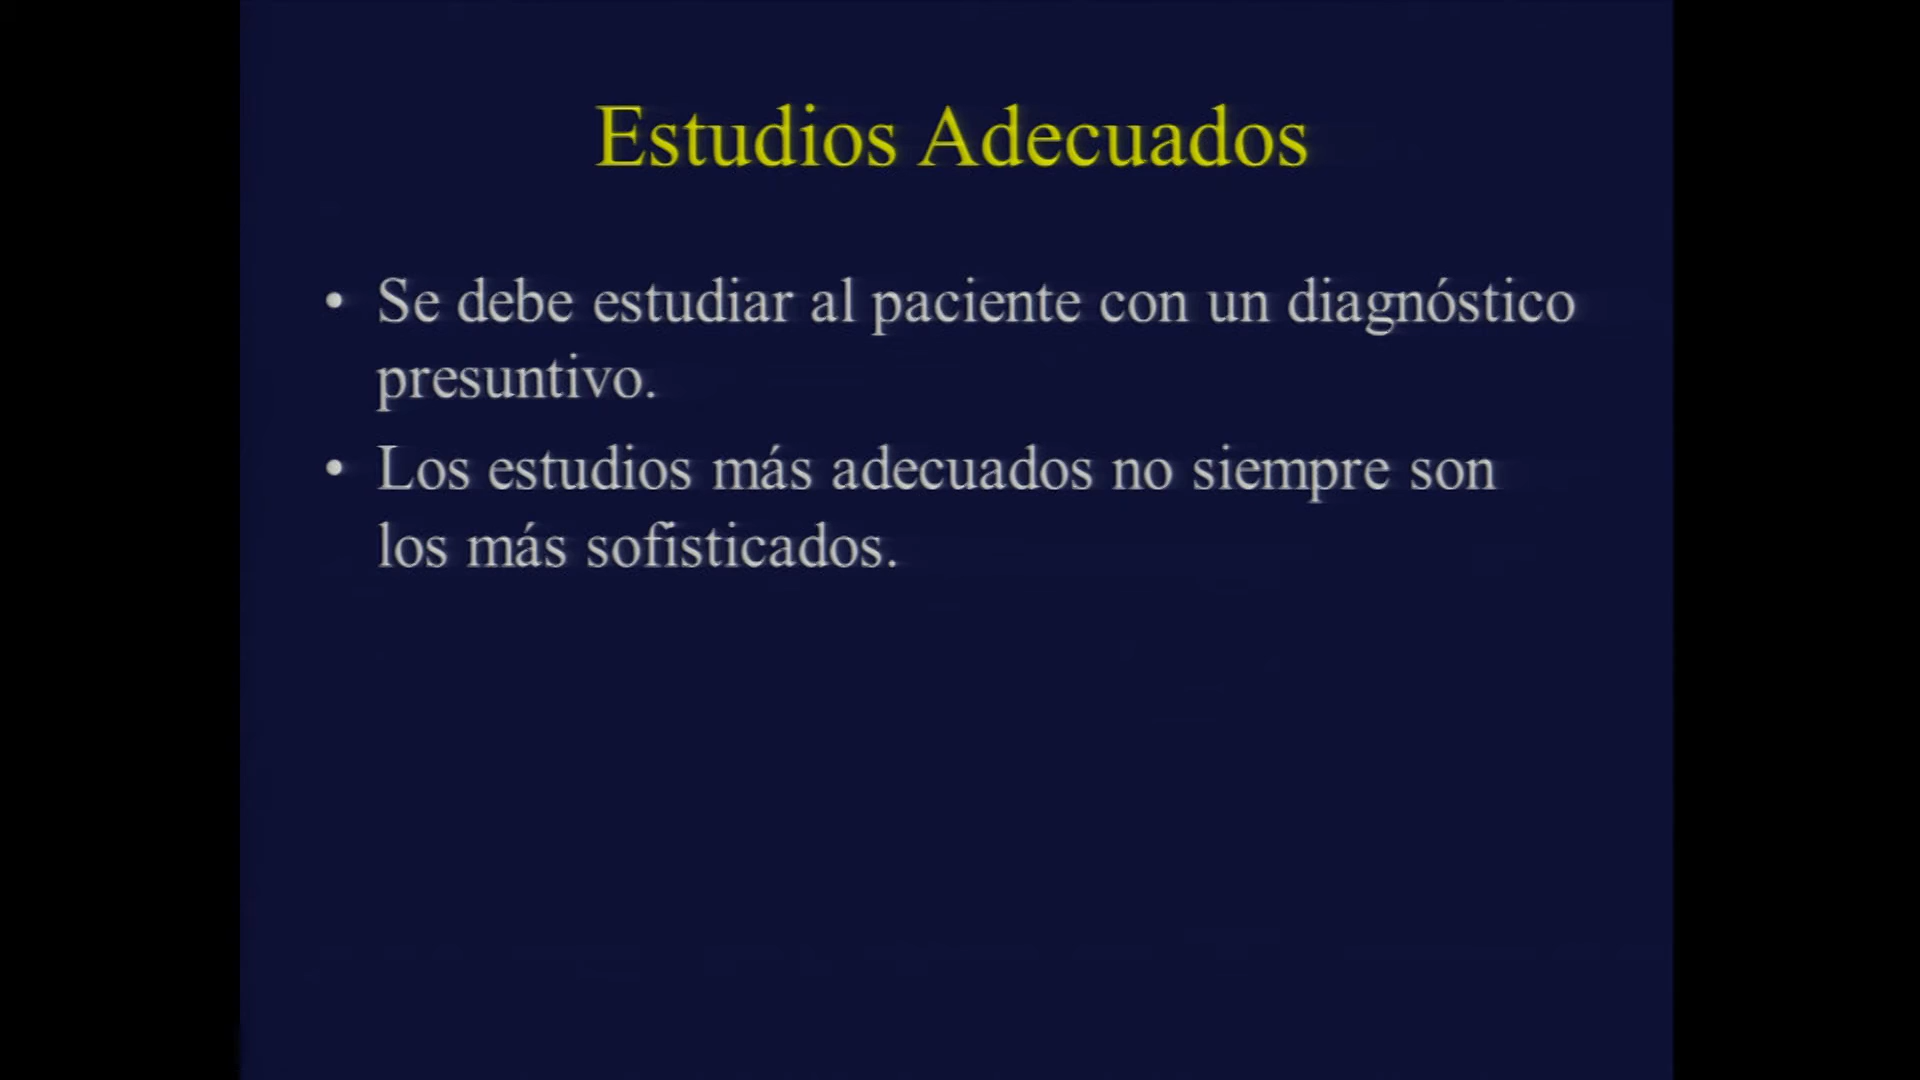 Estudios Adecuados
• Se debe estudiar al paciente con un diagnóstico
presuntivo.
• Los estudios más adecuados no siempre son
los más sofisticados.